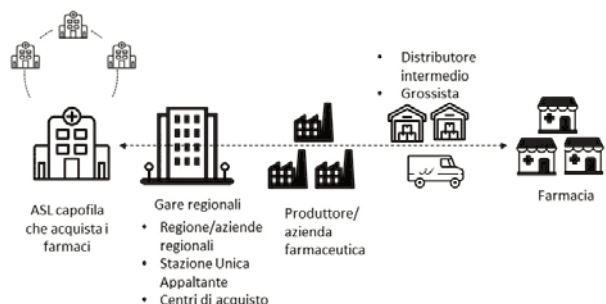 • Distributore
intermedio
• Grossista
ASL capofila
che acquista i
farmaci
Gare regionali
• Regione/aziende
regionali
• Stazione Unica
Appaltante
• Centri di acquisto
Produttore/
azienda
farmaceutica
Farmacia